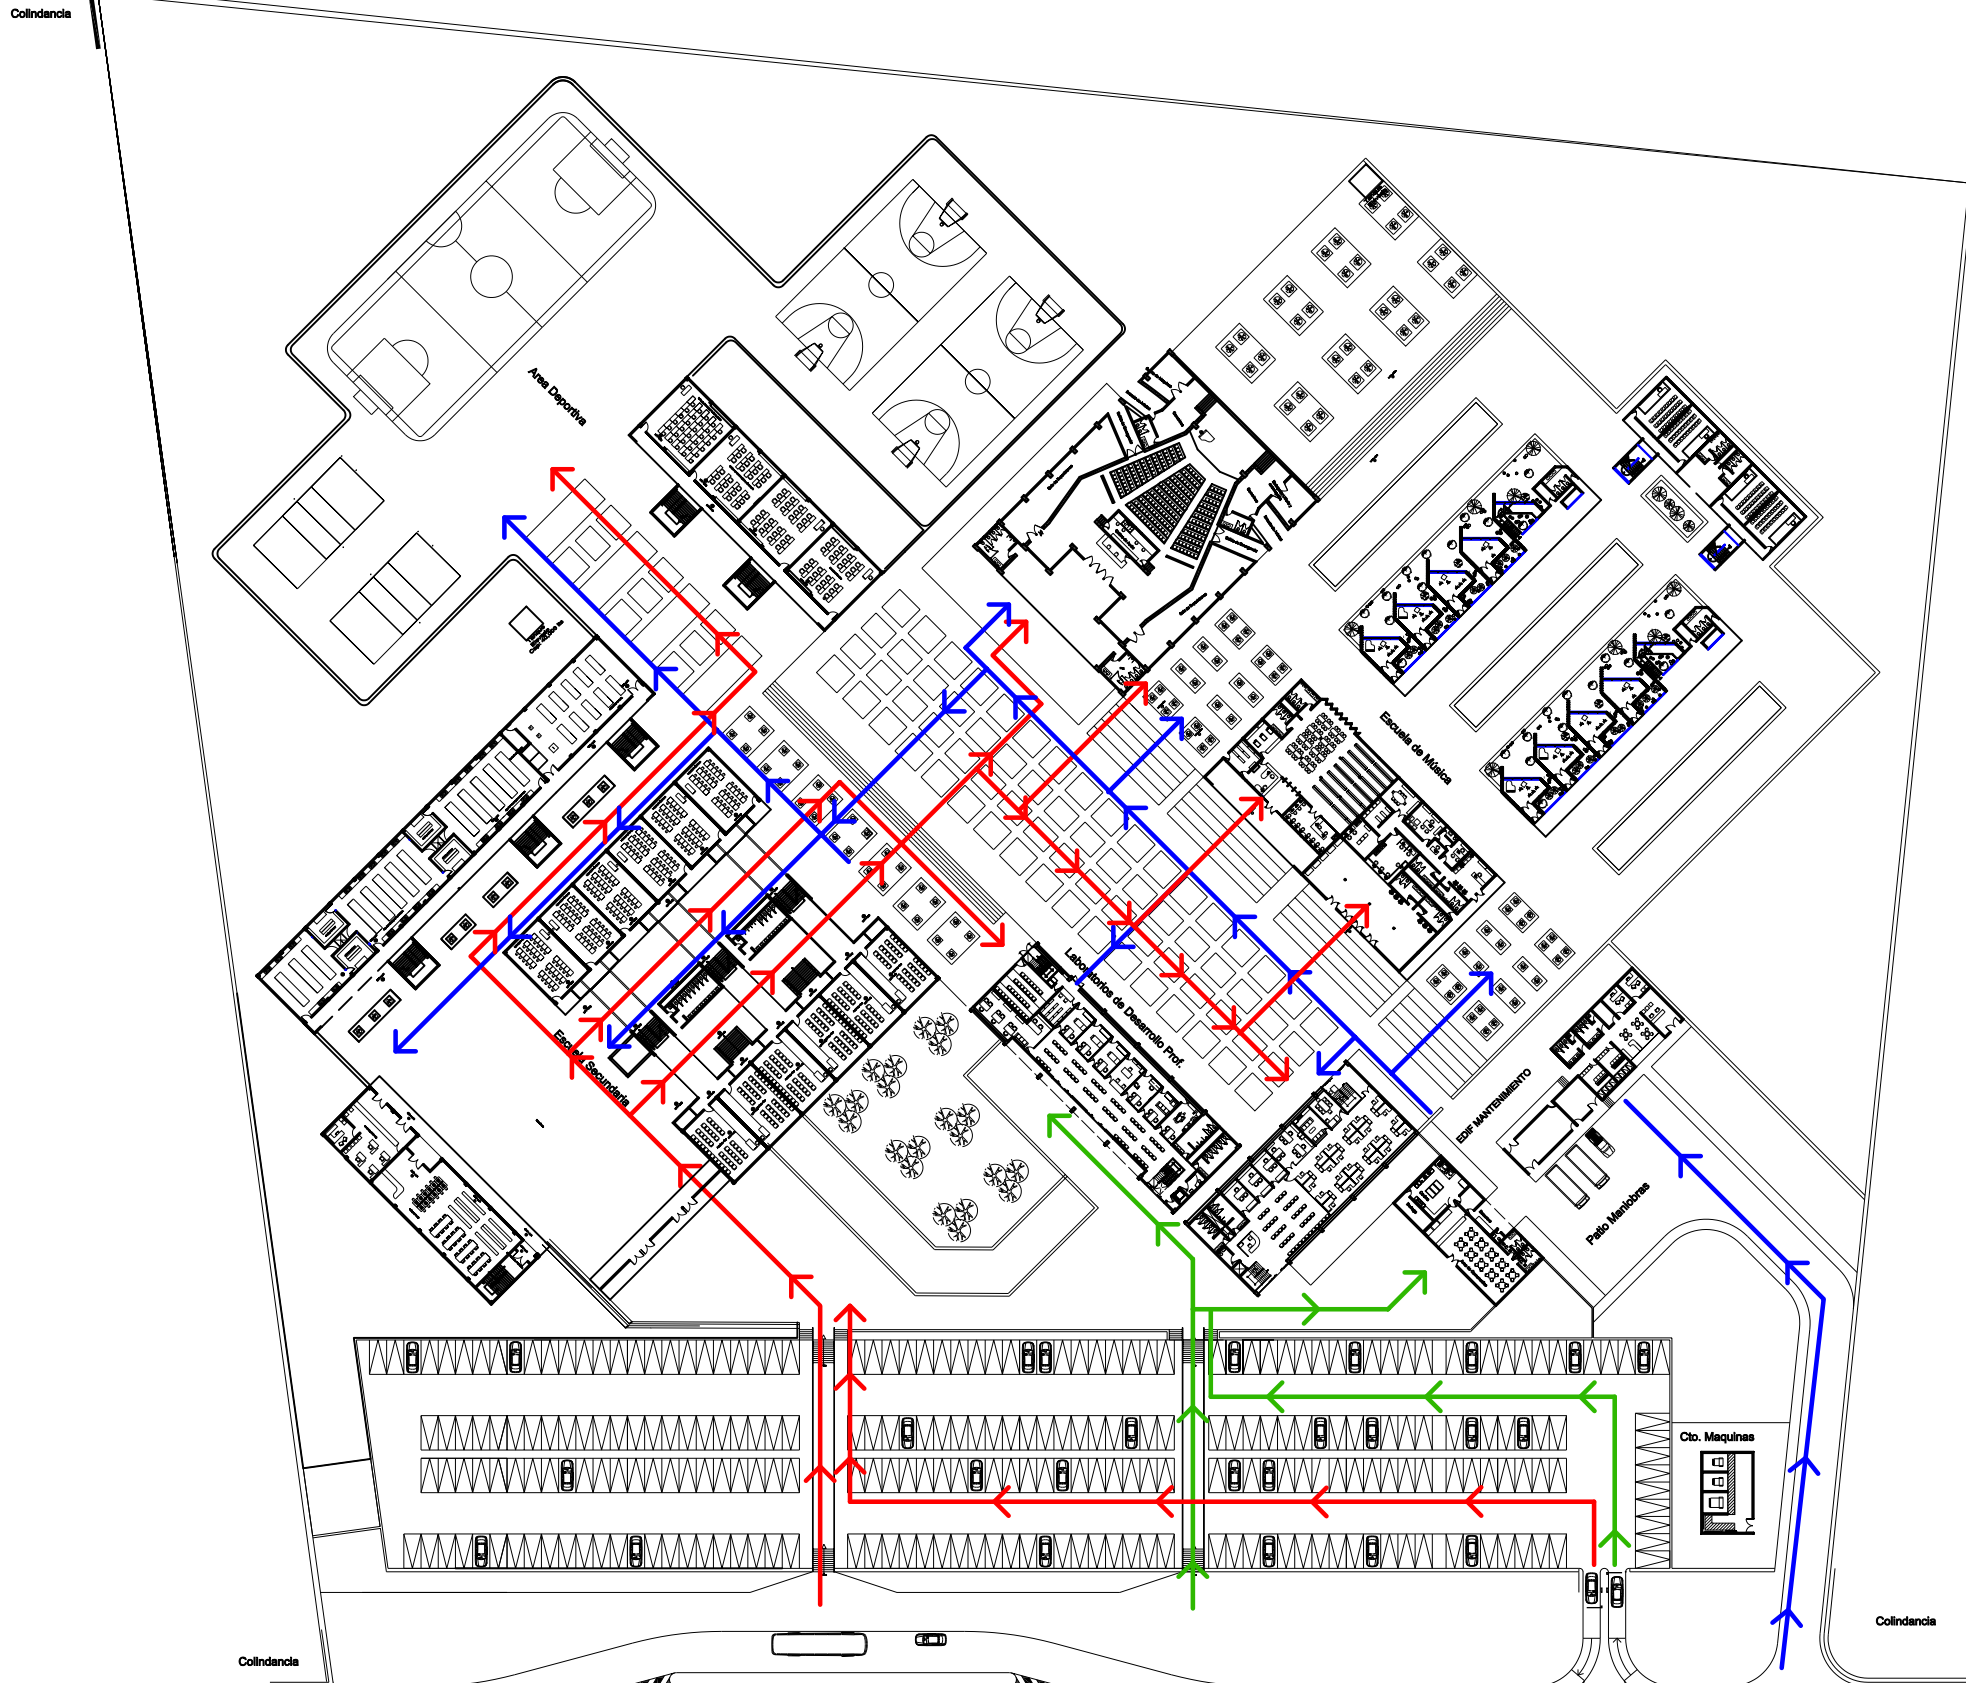 Colindancia
Area Deportiva
Escuela de Música
Laboratorios de Desarrollo Prof.
Escuela Secundaria
EDIF MANTENIMIENTO
Patio Maniobras
Cto. Maquinas
Colindancia
Colindancia